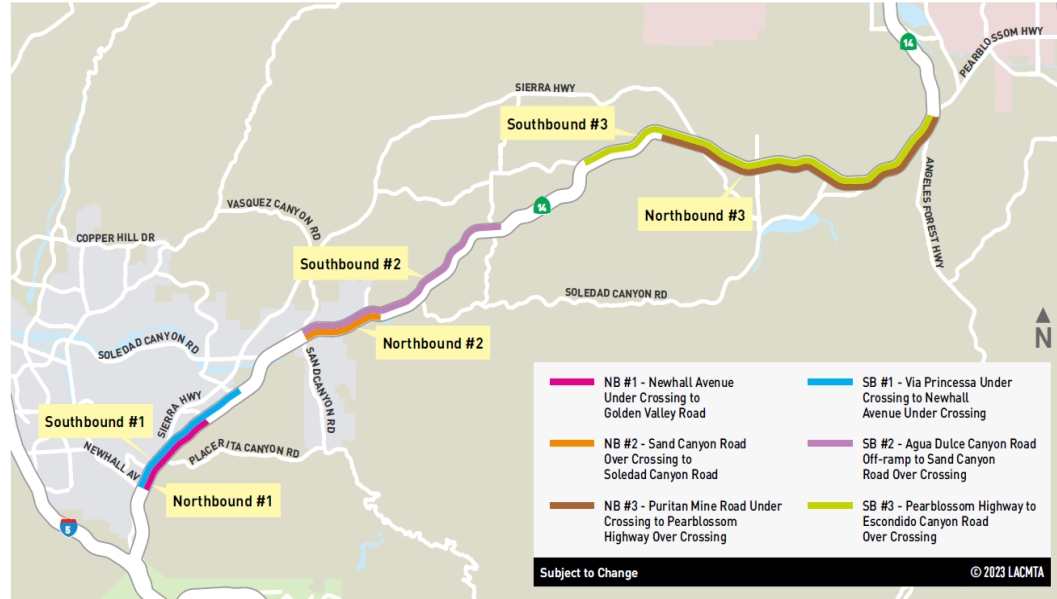 14
PEARBLOSSOM HWY
SIERRA HWY
Southbound #3
ANGELES FOREST HWY
14
Northbound #3
VASQUEZ CANYON RD
COPPER HILL DR
Southbound #2
SOLEDAD CANYON RD
N
Northbound #2
SOLEDAD CANYON RD
SAND CANYON RD
SIERRA HWY
Southbound #1
PLACERITA CANYON RD
NEWHALL AV
Northbound #1
5
NB #1 - Newhall Avenue
Under Crossing to
Golden Valley Road
SB #1 - Via Princessa Under
Crossing to Newhall
Avenue Under Crossing
NB #2 - Sand Canyon Road
Over Crossing to
Soledad Canyon Road
SB #2 - Agua Dulce Canyon Road
Off-ramp to Sand Canyon
Road Over Crossing
NB #3 - Puritan Mine Road Under
Crossing to Pearblossom
Highway Over Crossing
SB #3 - Pearblossom Highway to
Escondido Canyon Road
Over Crossing
Subject to Change
© 2023 LACMTA